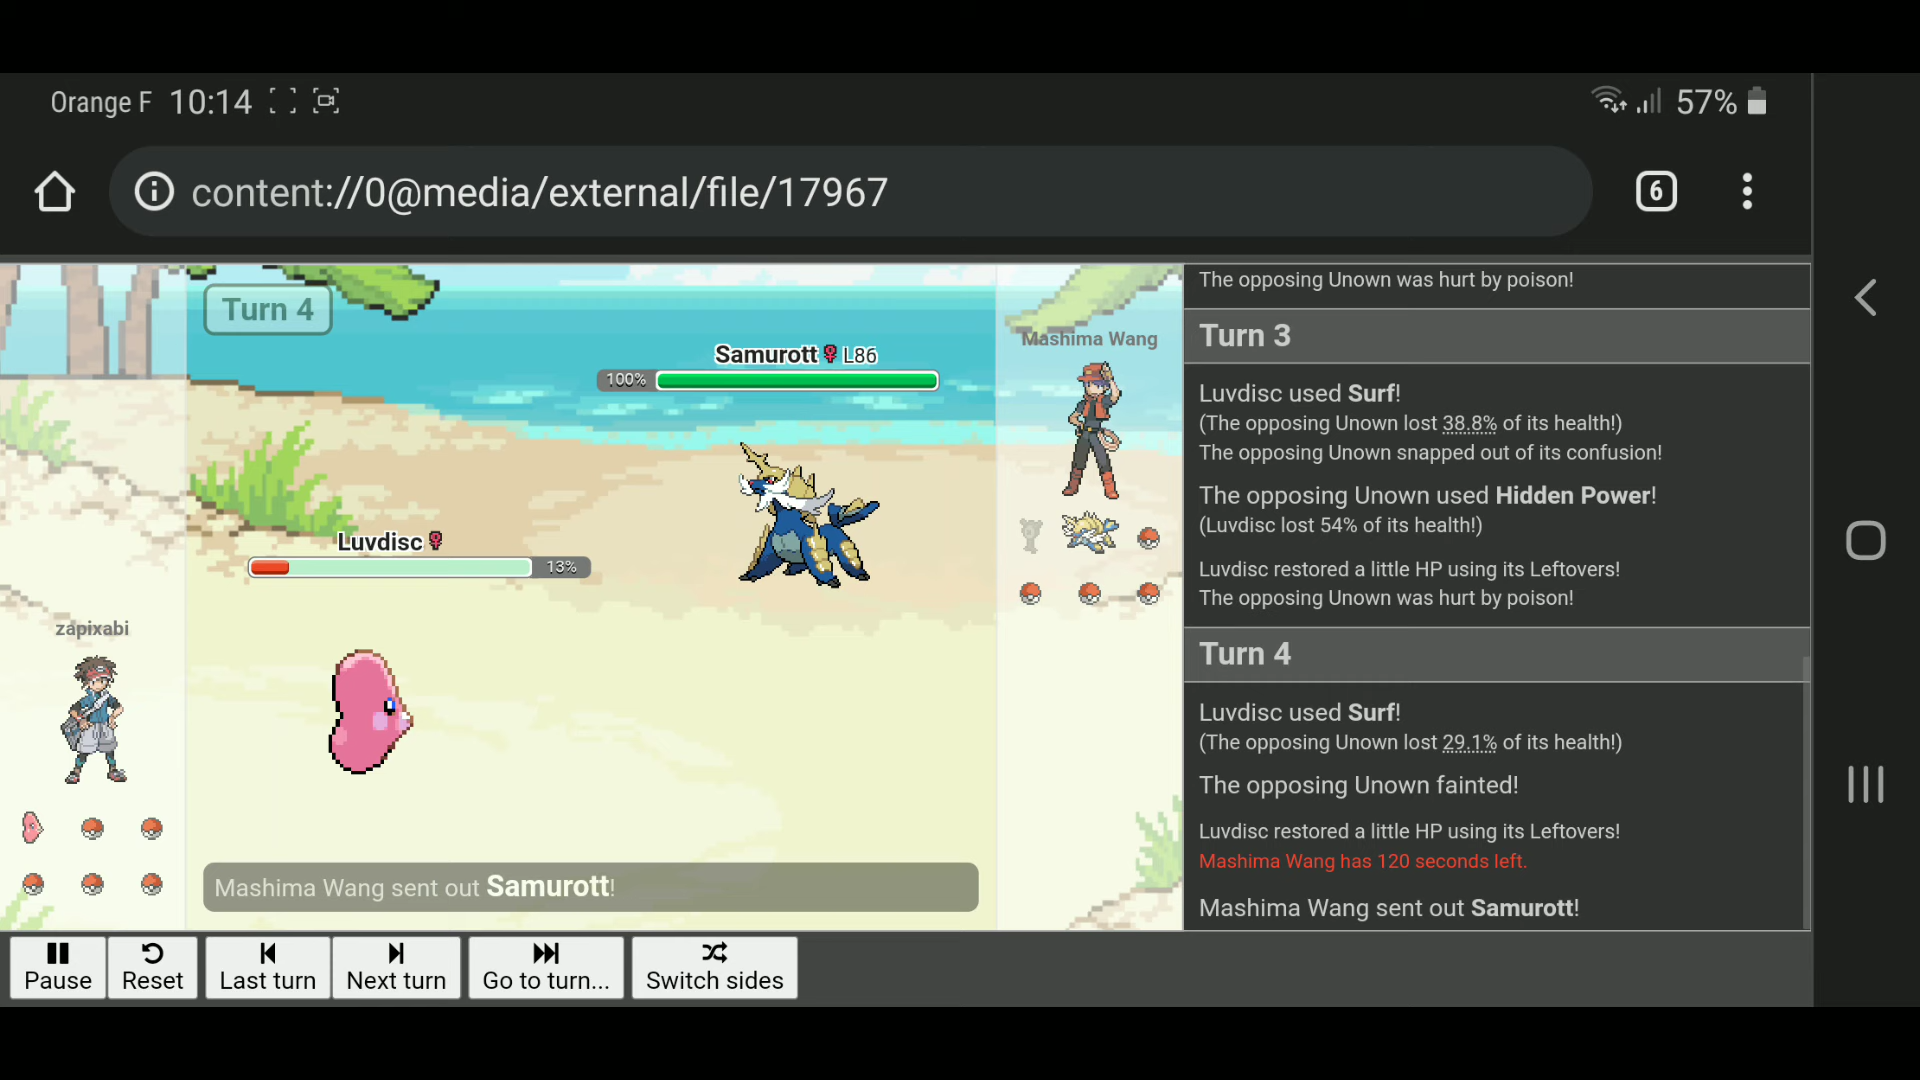 Orange F 10:14
57%
content://0@media/external/file/17967
6
Turn 4
Samurott L86
100%
Luvdisc
13%
Mashima Wang
zapixabi
Mashima Wang sent out Samurott!
The opposing Unown was hurt by poison!
Turn 3
Luvdisc used Surf!
(The opposing Unown lost 38.8% of its health!)
The opposing Unown snapped out of its confusion!
The opposing Unown used Hidden Power!
(Luvdisc lost 54% of its health!)
Luvdisc restored a little HP using its Leftovers!
The opposing Unown was hurt by poison!
Turn 4
Luvdisc used Surf!
(The opposing Unown lost 29.1% of its health!)
The opposing Unown fainted!
Luvdisc restored a little HP using its Leftovers!
Mashima Wang has 120 seconds left.
Mashima Wang sent out Samurott!
Pause
Reset
Last turn
Next turn
Go to turn...
Switch sides